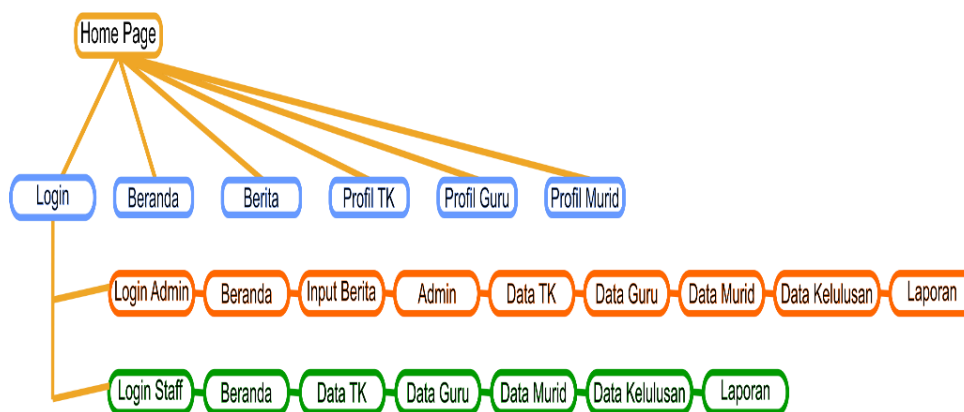 Home Page
Login
Beranda
Berita
Profil TK
Profil Guru
Profil Murid
Login Admin
Beranda
Input Berita
Admin
Data TK
Data Guru
Data Murid
Data Kelulusan
Laporan
Login Staff
Beranda
Data TK
Data Guru
Data Murid
Data Kelulusan
Laporan